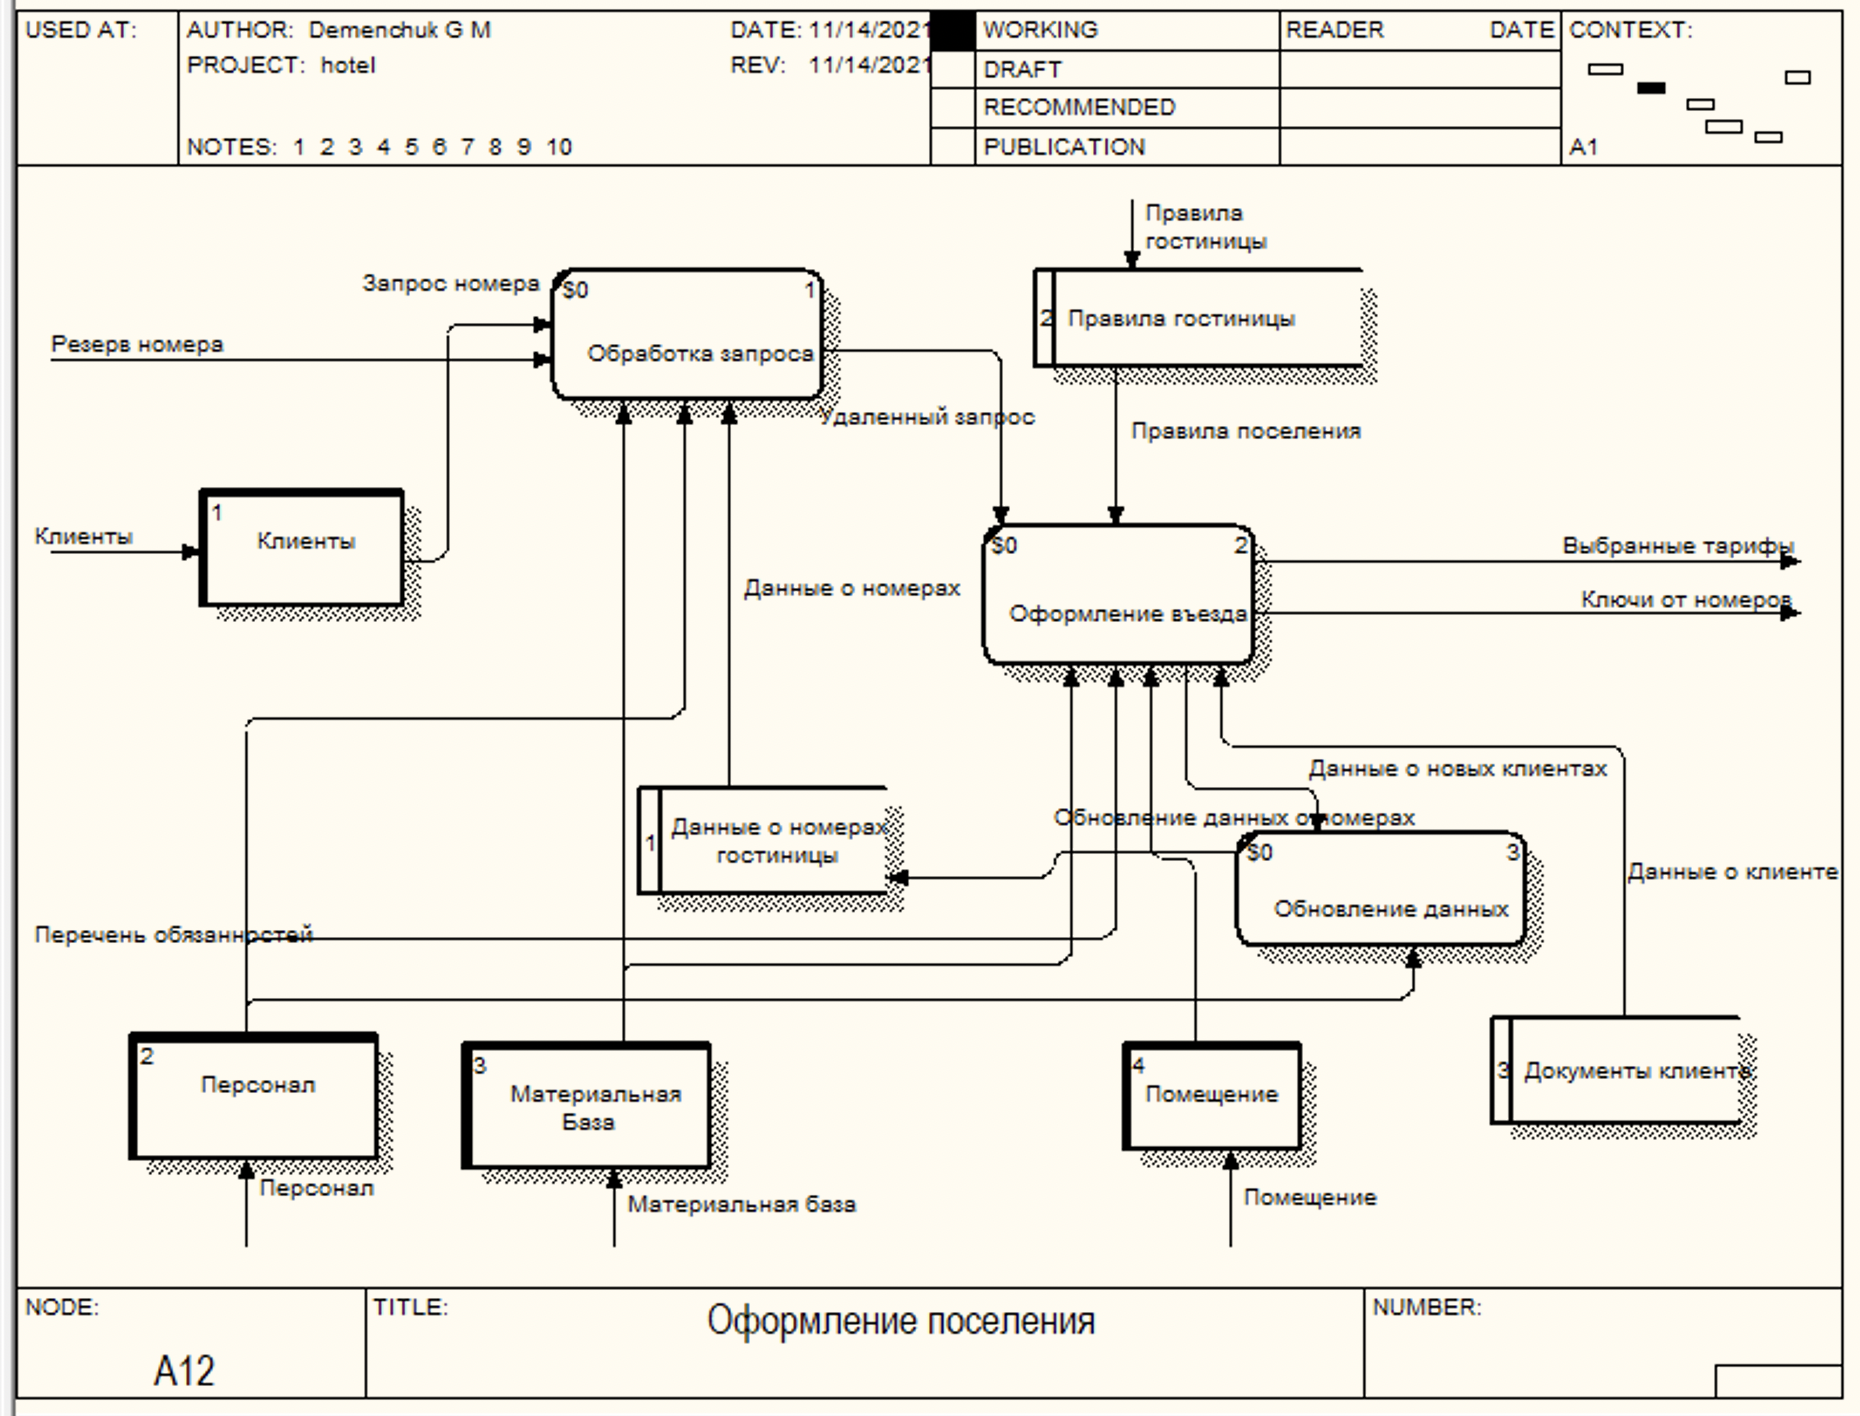 USED AT:
AUTHOR: Demenchuk G M
DATE: 11/14/2021
PROJECT: hotel
REV: 11/14/2021
NOTES: 1 2 3 4 5 6 7 8 9 10
WORKING
DRAFT
RECOMMENDED
PUBLICATION
READER
DATE
CONTEXT:
A1
Правила
гостиницы
Запрос номера
$0
1
Обработка запроса
2
Правила гостиницы
Резерв номера
Удаленный запрос
Правила поселения
Клиенты
1
Клиенты
$0
2
Оформление въезда
Выбранные тарифы
Ключи от номеров
Данные о номерах
Данные о новых клиентах
Обновление данных о номерах
1
Данные о номерах
гостиницы
$0
3
Обновление данных
Данные о клиенте
Перечень обязанностей
2
Персонал
3
Материальная
База
4
Помещение
3
Документы клиента
Персонал
Материальная база
Помещение
NODE:
A12
TITLE:
Оформление поселения
NUMBER: